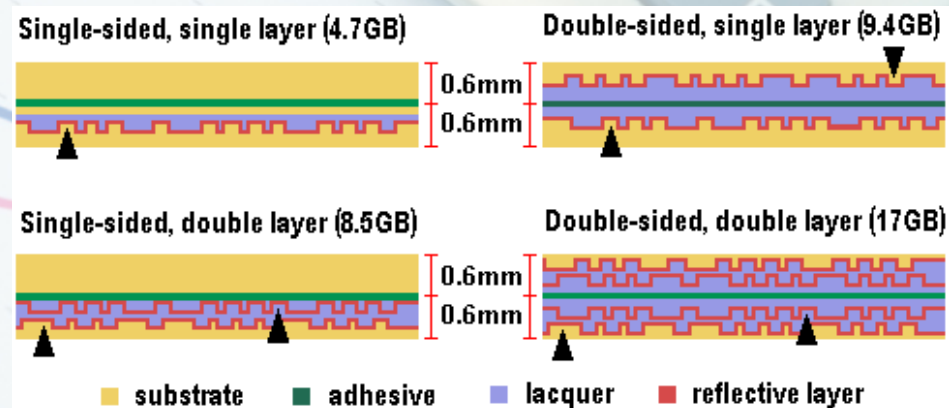 Single-sided, single layer (4.7GB)
0.6mm
0.6mm
Double-sided, single layer (9.4GB)
Single-sided, double layer (8.5GB)
0.6mm
0.6mm
Double-sided, double layer (17GB)
substrate adhesive lacquer reflective layer